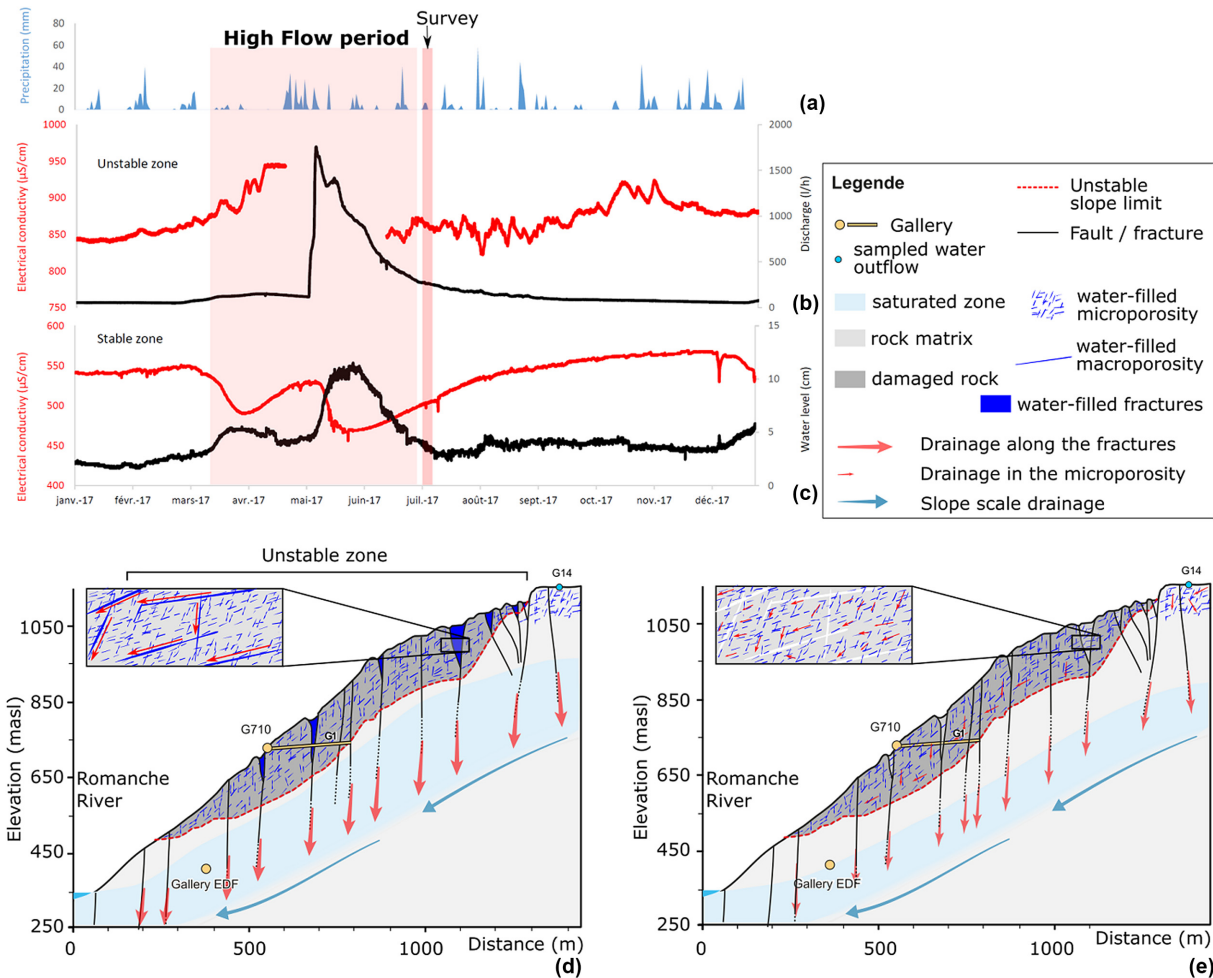 Survey
High Flow period
Precipitation (mm)
80
60
40
20
0
(a)
Electrical conductivy (µS/cm)
1000
950
900
850
800
750
Unstable zone
2000
1500
1000
500
0
Discharge (l/h)
(b)
Electrical conductivity (µS/cm)
600
550
500
450
400
Stable zone
15
10
5
0
Water level (cm)
(c)
janv.-17 févr.-17 mars-17 avr.-17 mai-17 juin-17 juil.-17 août-17 sept.-17 oct.-17 nov.-17 déc.-17
Legende
Gallery
sampled water
outflow
saturated zone
rock matrix
damaged rock
Unstable
slope limit
Fault / fracture
water-filled
microporosity
water-filled
macroporosity
water-filled fractures
Drainage along the fractures
Drainage in the microporosity
Slope scale drainage
Unstable zone
G14
Elevation (masl)
1050
850
650
450
250
G710
G1
Romanche
River
Gallery EDF
0 500 1000
Distance (m)
(d)
G14
Elevation (masl)
1050
850
650
450
250
G710
G1
Romanche
River
Gallery EDF
0 500 1000
Distance (m)
(e)